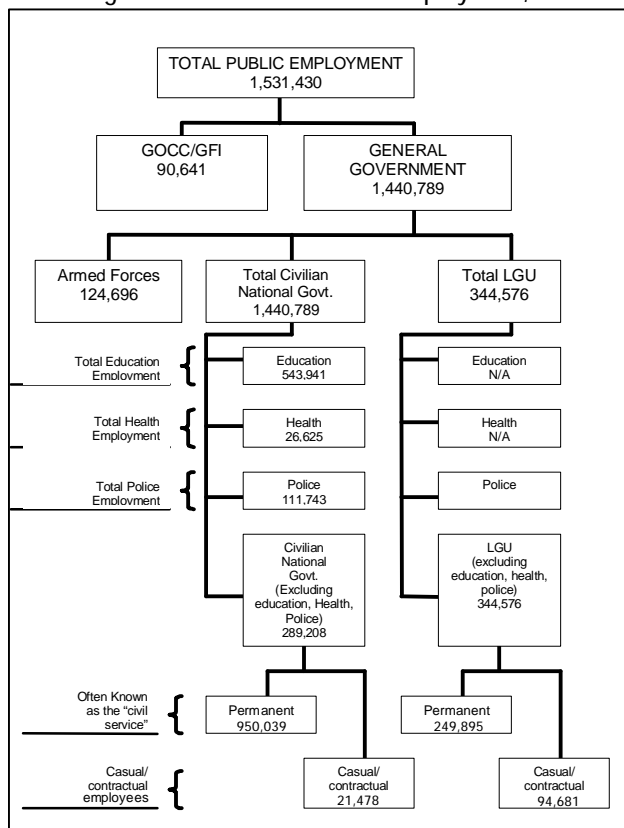 TOTAL PUBLIC EMPLOYMENT
1,531,430
GOCC/GFI
90,641
GENERAL
GOVERNMENT
1,440,789
Armed Forces
124,696
Total Civilian
National Govt.
1,440,789
Total LGU
344,576
Total Education
Employment
Education
543,941
Education
N/A
Total Health
Employment
Health
26,625
Health
N/A
Total Police
Employment
Police
111,743
Police
Civilian
National
Govt.
(Excluding
education, Health,
Police)
289,208
LGU
(excluding
education, health,
police)
344,576
Often Known
as the “civil
service”
Permanent
950,039
Permanent
249,895
Casual/
contractual
employees
Casual/
contractual
21,478
Casual/
contractual
94,681